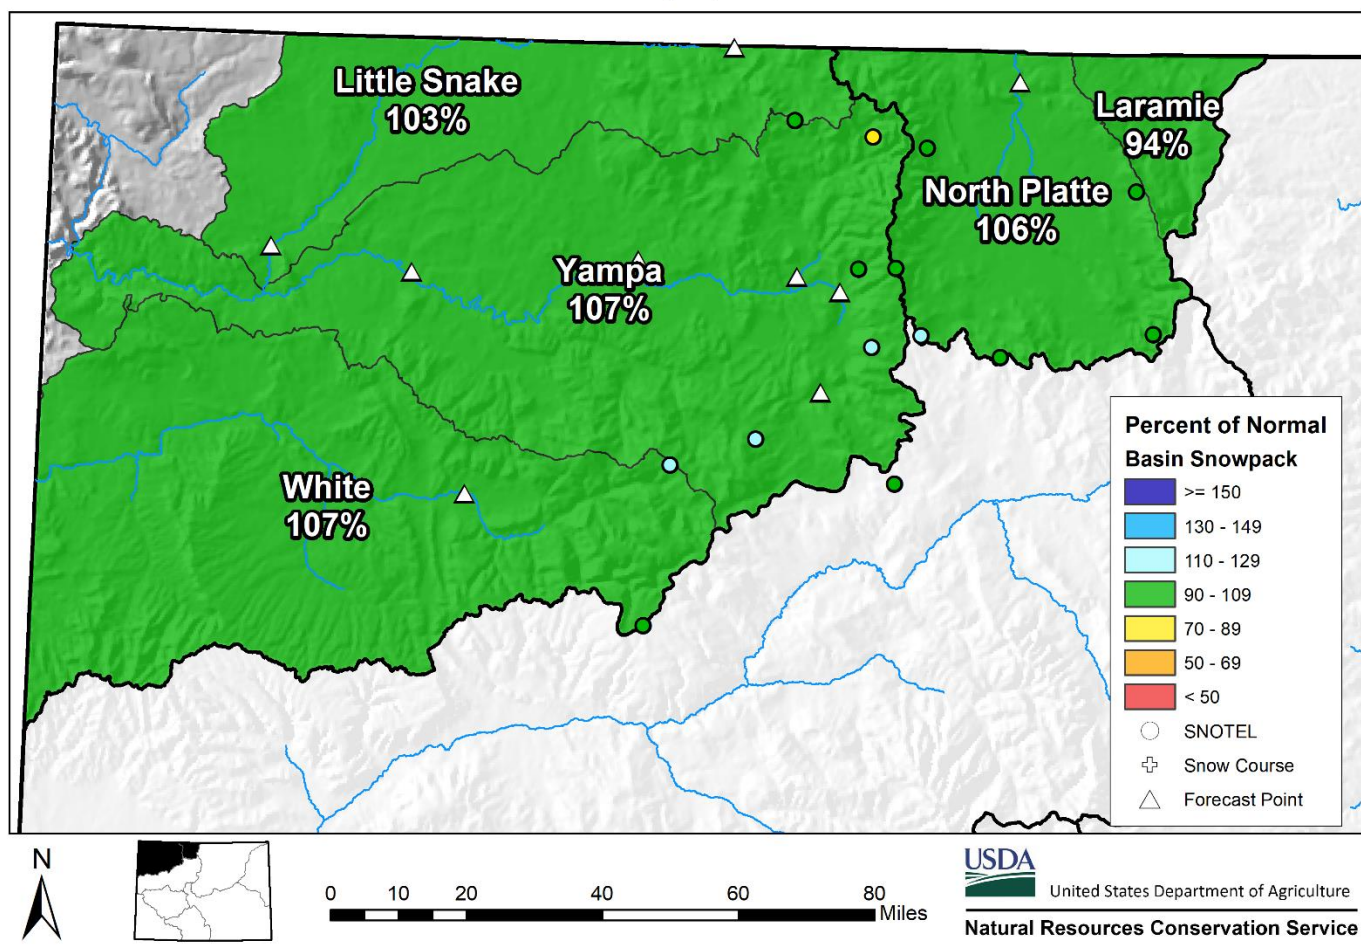 Little Snake
103%
Laramie
94%
North Platte
106%
Yampa
107%
White
107%
Percent of Normal
Basin Snowpack
>= 150
130 - 149
110 - 129
90 - 109
70 - 89
50 - 69
< 50
SNOTEL
Snow Course
Forecast Point
N
0 10 20 40 60 80
Miles
USDA
United States Department of Agriculture
Natural Resources Conservation Service